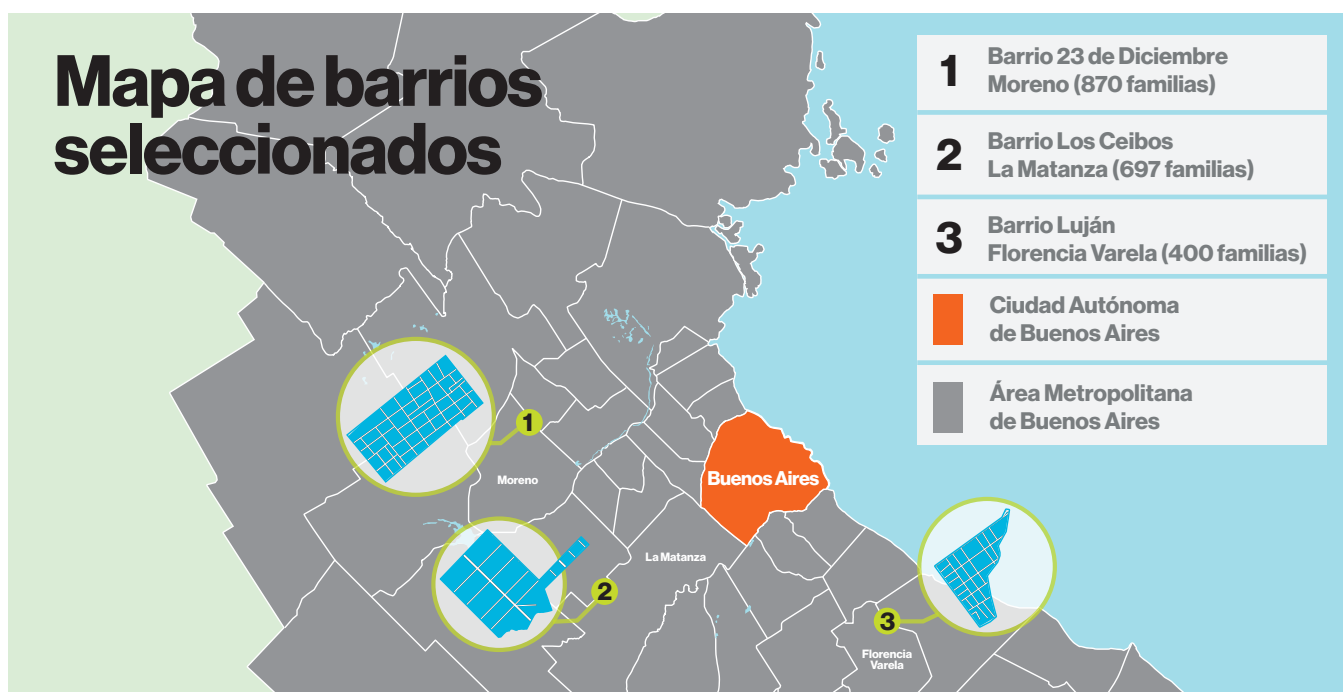 Mapa de barrios
seleccionados
1
Barrio 23 de Diciembre
Moreno (870 familias)
2
Barrio Los Ceibos
La Matanza (697 familias)
3
Barrio Luján
Florencia Varela (400 familias)
Ciudad Autónoma
de Buenos Aires
Área Metropolitana
de Buenos Aires
1
Moreno
Buenos Aires
La Matanza
2
3
Florencia
Varela